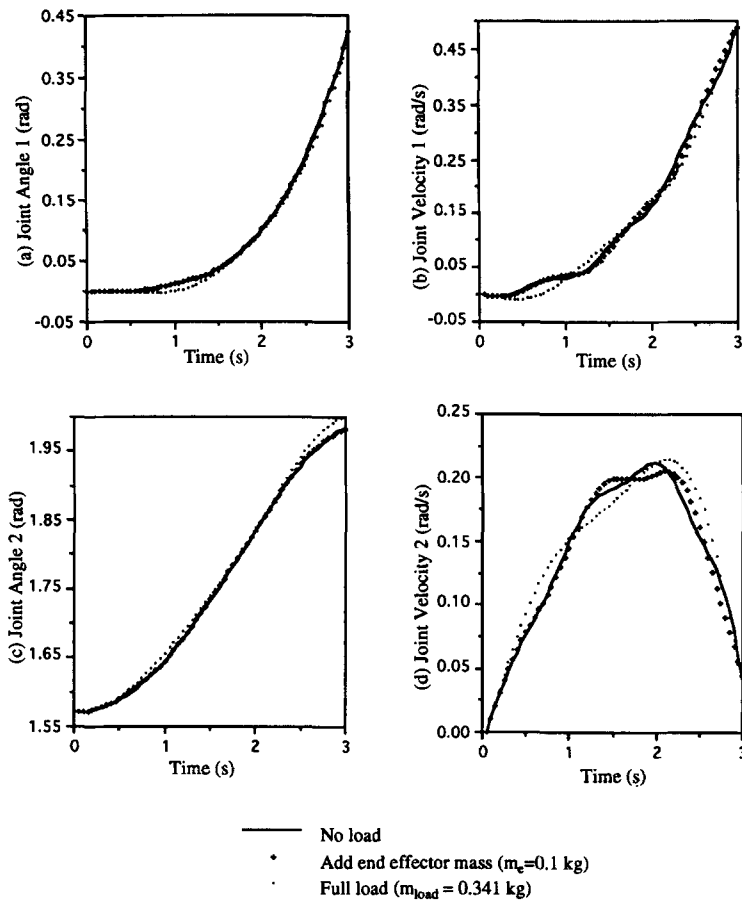 0.45
0.35
0.25
0.15
0.05
-0.05
(a) Joint Angle 1 (rad)
0 1 2 3
Time (s)
0.45
0.35
0.25
0.15
0.05
-0.05
(b) Joint Velocity 1 (rad/s)
0 1 2 3
Time (s)
1.95
1.85
1.75
1.65
1.55
(c) Joint Angle 2 (rad)
0 1 2 3
Time (s)
0.25
0.20
0.15
0.10
0.05
0.00
(d) Joint Velocity 2 (rad/s)
0 1 2 3
Time (s)
No load
Add end effector mass (me=0.1 kg)
Full load (mload = 0.341 kg)